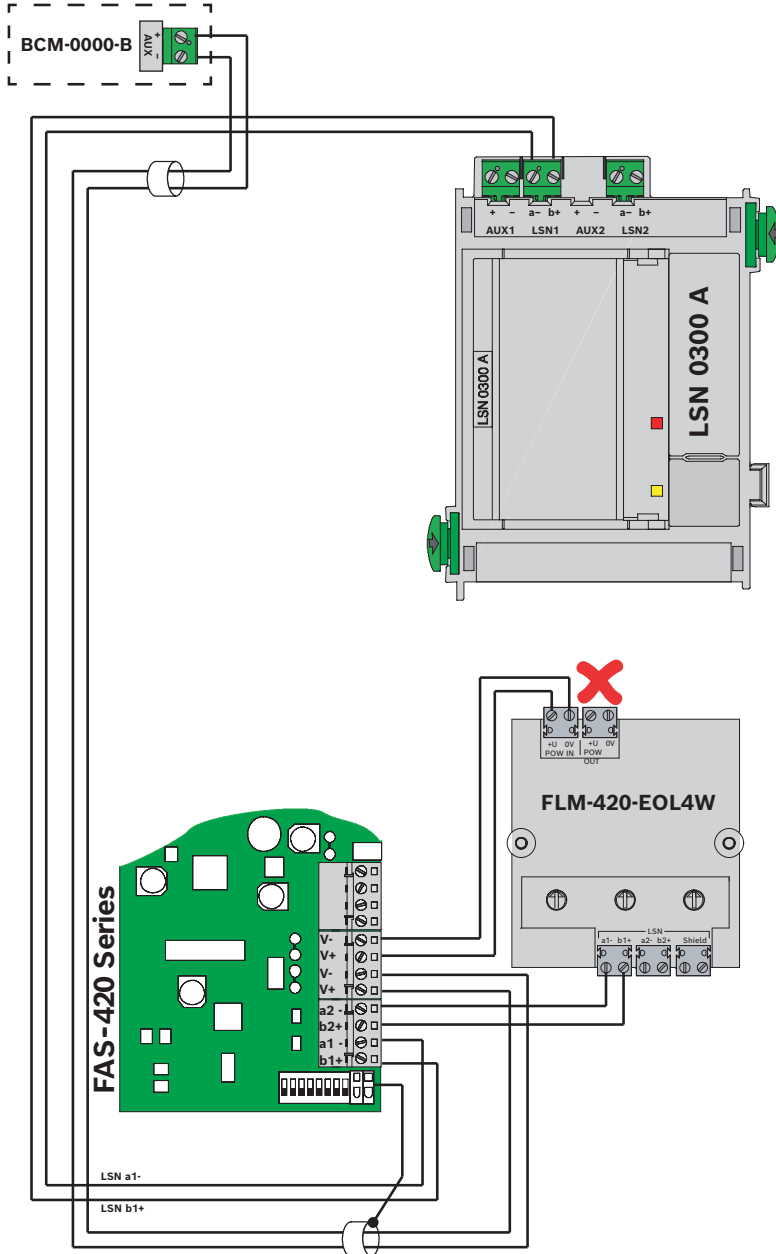 BCM-0000-B
AUX
+
−
+ − a− b+ + − a− b+
AUX1 LSN1 AUX2 LSN2
LSN 0300 A
LSN 0300 A
+U 0V +U 0V
POW IN POW
OUT
FLM-420-EOL4W
LSN
a1- b1+ a2- b2+ Shield
FAS-420 Series
V-
V+
V-
V+
a2 -
b2+
a1 -
b1+
LSN a1-
LSN b1+